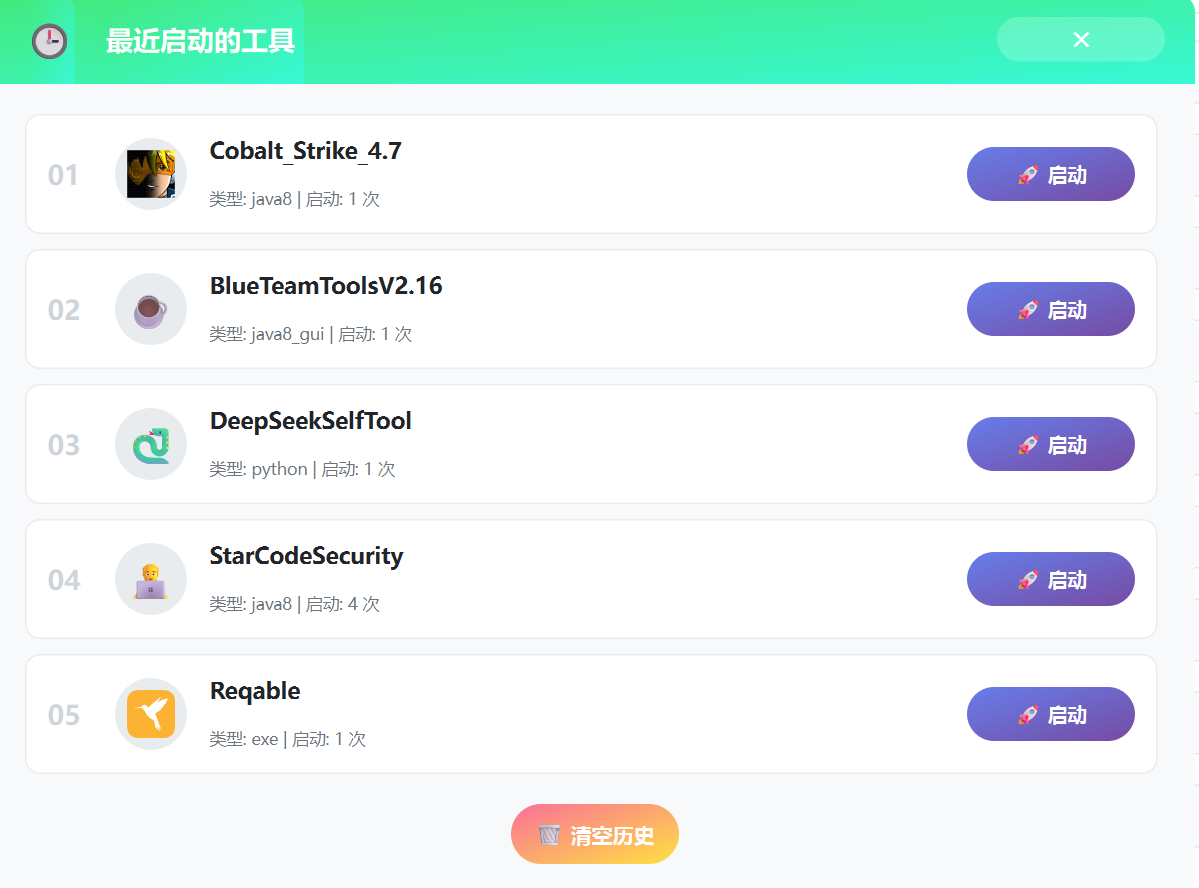 最近启动的工具
01
Cobalt_Strike_4.7
类型: java8 | 启动: 1 次
启动
02
BlueTeamToolsV2.16
类型: java8_gui | 启动: 1 次
启动
03
DeepSeekSelfTool
类型: python | 启动: 1 次
启动
04
StarCodeSecurity
类型: java8 | 启动: 4 次
启动
05
Reqable
类型: exe | 启动: 1 次
启动
清空历史